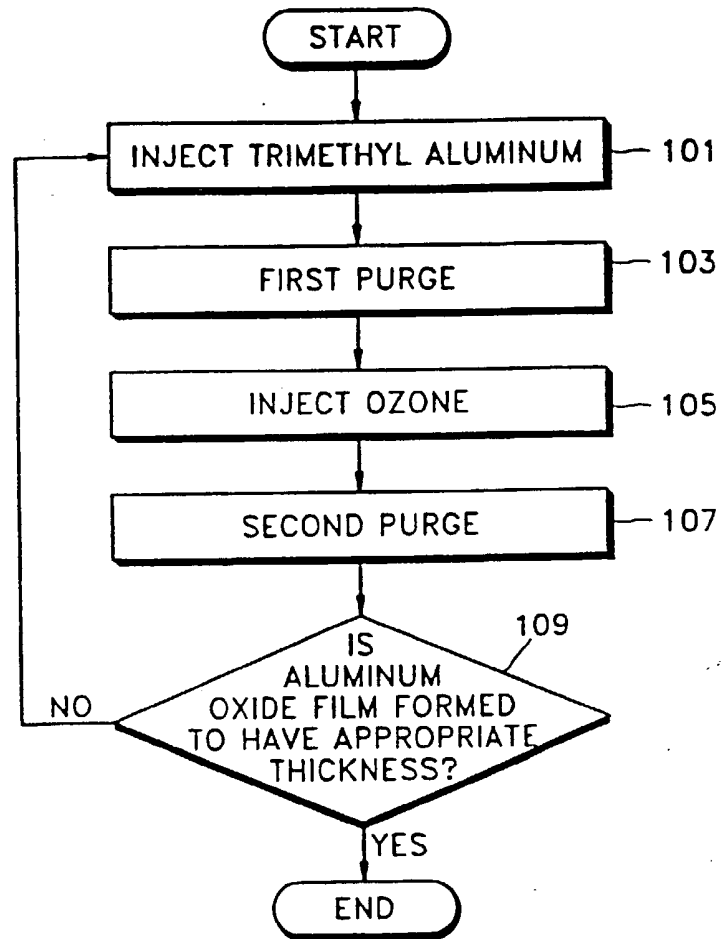 START
INJECT TRIMETHYL ALUMINUM
101
FIRST PURGE
103
INJECT OZONE
105
SECOND PURGE
107
109
IS
ALUMINUM
OXIDE FILM FORMED
TO HAVE APPROPRIATE
THICKNESS?
NO
YES
END